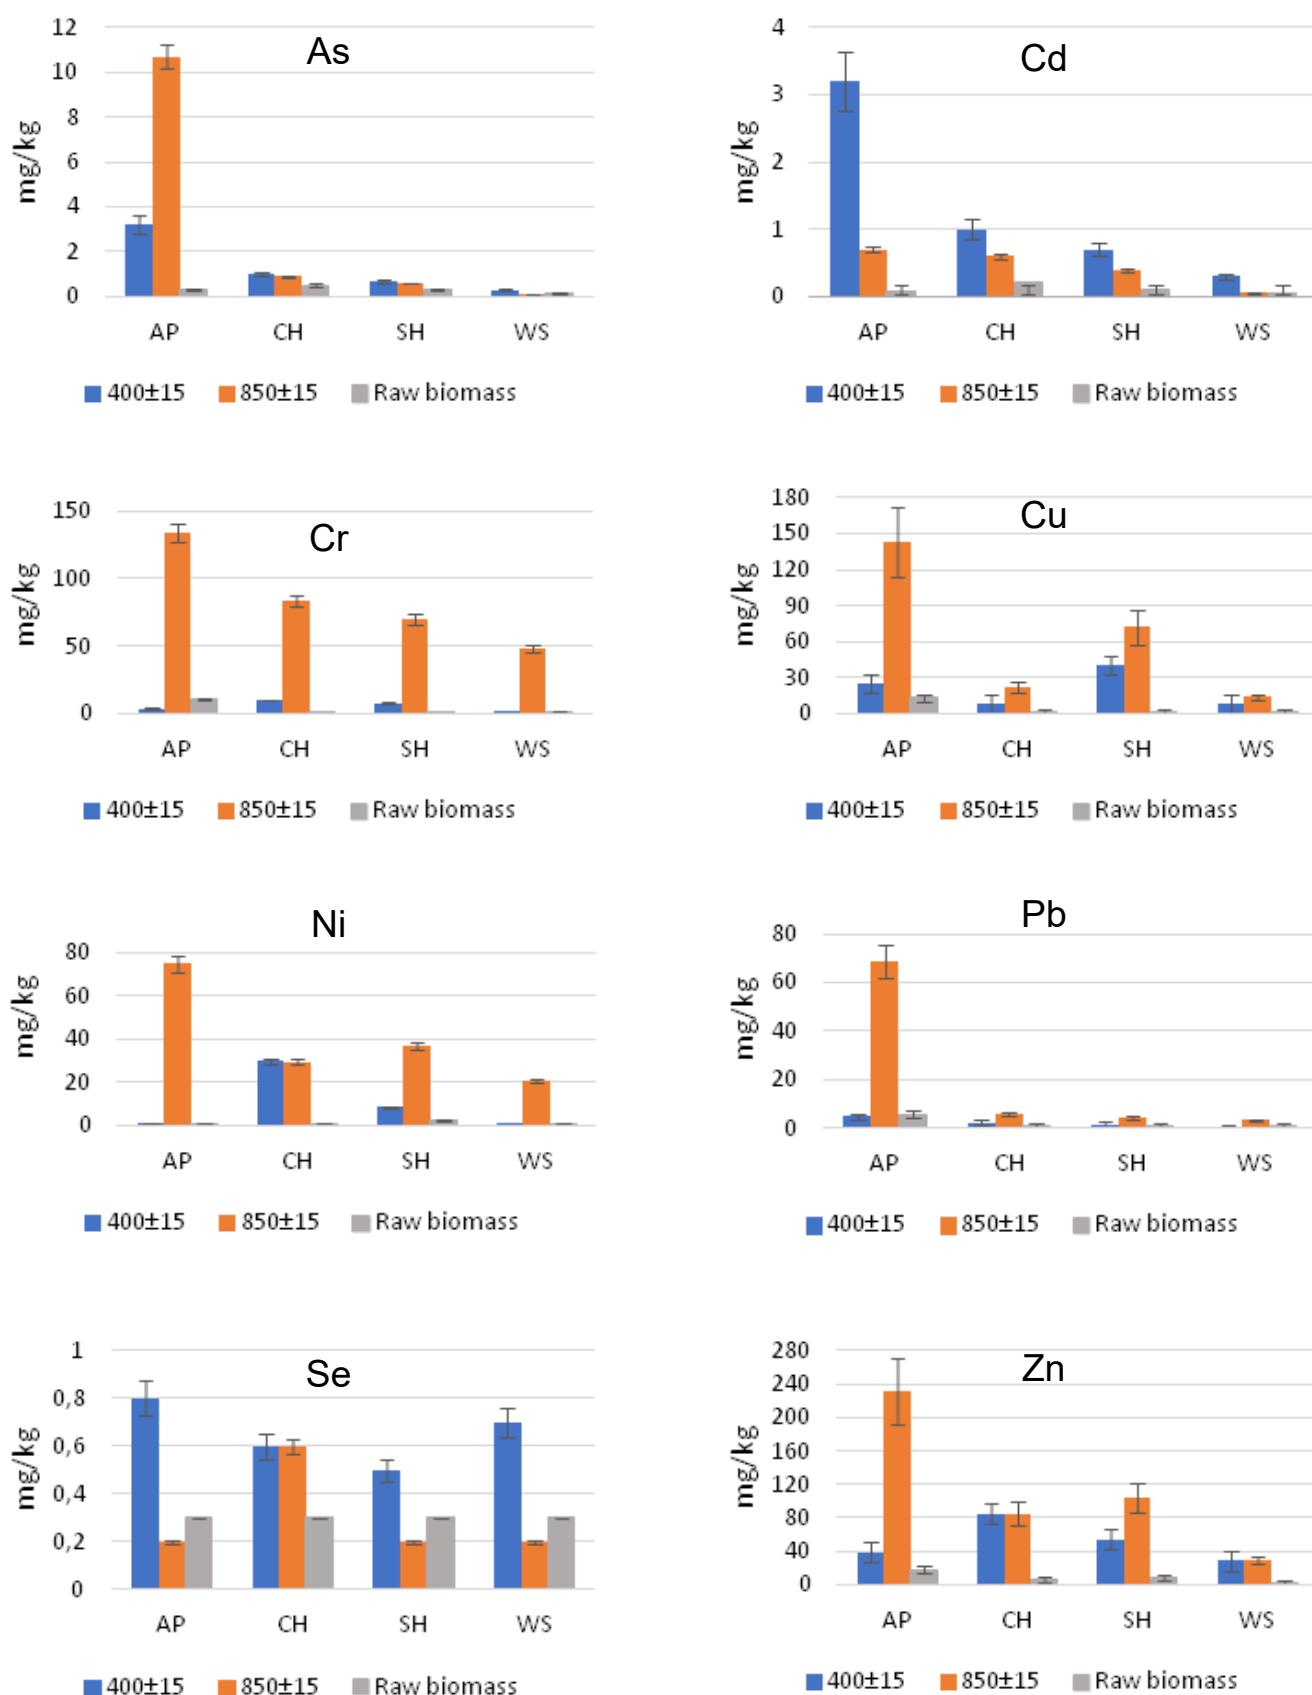 As
mg/kg
12
10
8
6
4
2
0
AP CH SH WS
400±15 850±15 Raw biomass
Cd
mg/kg
4
3
2
1
0
AP CH SH WS
400±15 850±15 Raw biomass
Cr
mg/kg
150
100
50
0
AP CH SH WS
400±15 850±15 Raw biomass
Cu
mg/kg
180
150
120
90
60
30
0
AP CH SH WS
400±15 850±15 Raw biomass
Ni
mg/kg
80
60
40
20
0
AP CH SH WS
400±15 850±15 Raw biomass
Pb
mg/kg
80
60
40
20
0
AP CH SH WS
400±15 850±15 Raw biomass
Se
mg/kg
1
0,8
0,6
0,4
0,2
0
AP CH SH WS
400±15 850±15 Raw biomass
Zn
mg/kg
280
240
200
160
120
80
40
0
AP CH SH WS
400±15 850±15 Raw biomass